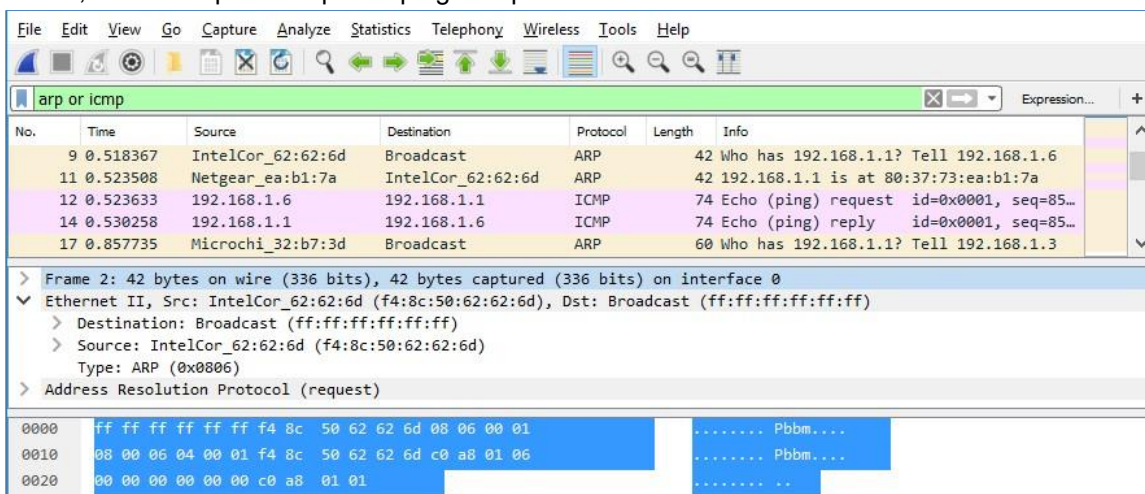 File Edit View Go Capture Analyze Statistics Telephony Wireless Tools Help
arp or icmp Expression... +
No. Time Source Destination Protocol Length Info
9 0.518367 IntelCor_62:62:6d Broadcast ARP 42 Who has 192.168.1.1? Tell 192.168.1.6
11 0.523508 Netgear_ea:b1:7a IntelCor_62:62:6d ARP 42 192.168.1.1 is at 80:37:73:ea:b1:7a
12 0.523633 192.168.1.6 192.168.1.1 ICMP 74 Echo (ping) request id=0x0001, seq=85…
14 0.530258 192.168.1.1 192.168.1.6 ICMP 74 Echo (ping) reply id=0x0001, seq=85…
17 0.857735 Microchi_32:b7:3d Broadcast ARP 60 Who has 192.168.1.1? Tell 192.168.1.3
Frame 2: 42 bytes on wire (336 bits), 42 bytes captured (336 bits) on interface 0
Ethernet II, Src: IntelCor_62:62:6d (f4:8c:50:62:62:6d), Dst: Broadcast (ff:ff:ff:ff:ff:ff)
Destination: Broadcast (ff:ff:ff:ff:ff:ff)
Source: IntelCor_62:62:6d (f4:8c:50:62:62:6d)
Type: ARP (0x0806)
Address Resolution Protocol (request)
0000 ff ff ff ff ff ff f4 8c 50 62 62 6d 08 06 00 01 ........ Pbbm....
0010 08 00 06 04 00 01 f4 8c 50 62 62 6d c0 a8 01 06 ........ Pbbm....
0020 00 00 00 00 00 00 c0 a8 01 01 ........ ..